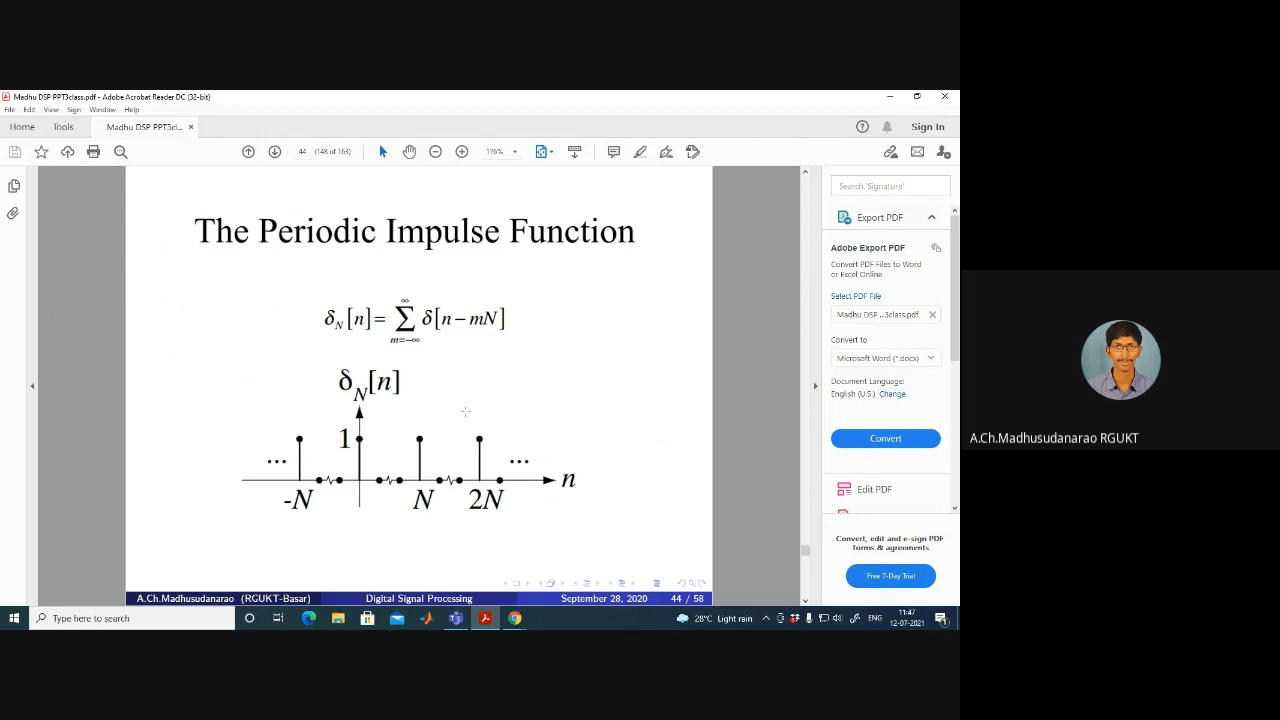 Madhu DSP PPT3class.pdf - Adobe Acrobat Reader DC (32-bit)
File Edit View Sign Window Help
Home Tools Madhu DSP PPT3cl... × Sign In
44 (148 of 163) 176%
The Periodic Impulse Function
δN[n] = ∑ δ[n − mN]
∞
m=−∞
δN[n]
1
... ...
-N N 2N n
A.Ch.Madhusudanarao (RGUKT-Basar) Digital Signal Processing September 28, 2020 44 / 58
Search 'Signature'
Export PDF
Adobe Export PDF
Convert PDF Files to Word
or Excel Online
Select PDF File
Madhu DSP ...3class.pdf
Convert to
Microsoft Word (*.docx)
Document Language:
English (U.S.) Change
Convert
Edit PDF
Convert, edit and e-sign PDF
forms & agreements
Free 7-Day Trial
Type here to search
28°C Light rain ENG 11:47
12-07-2021
A.Ch.Madhusudanarao RGUKT